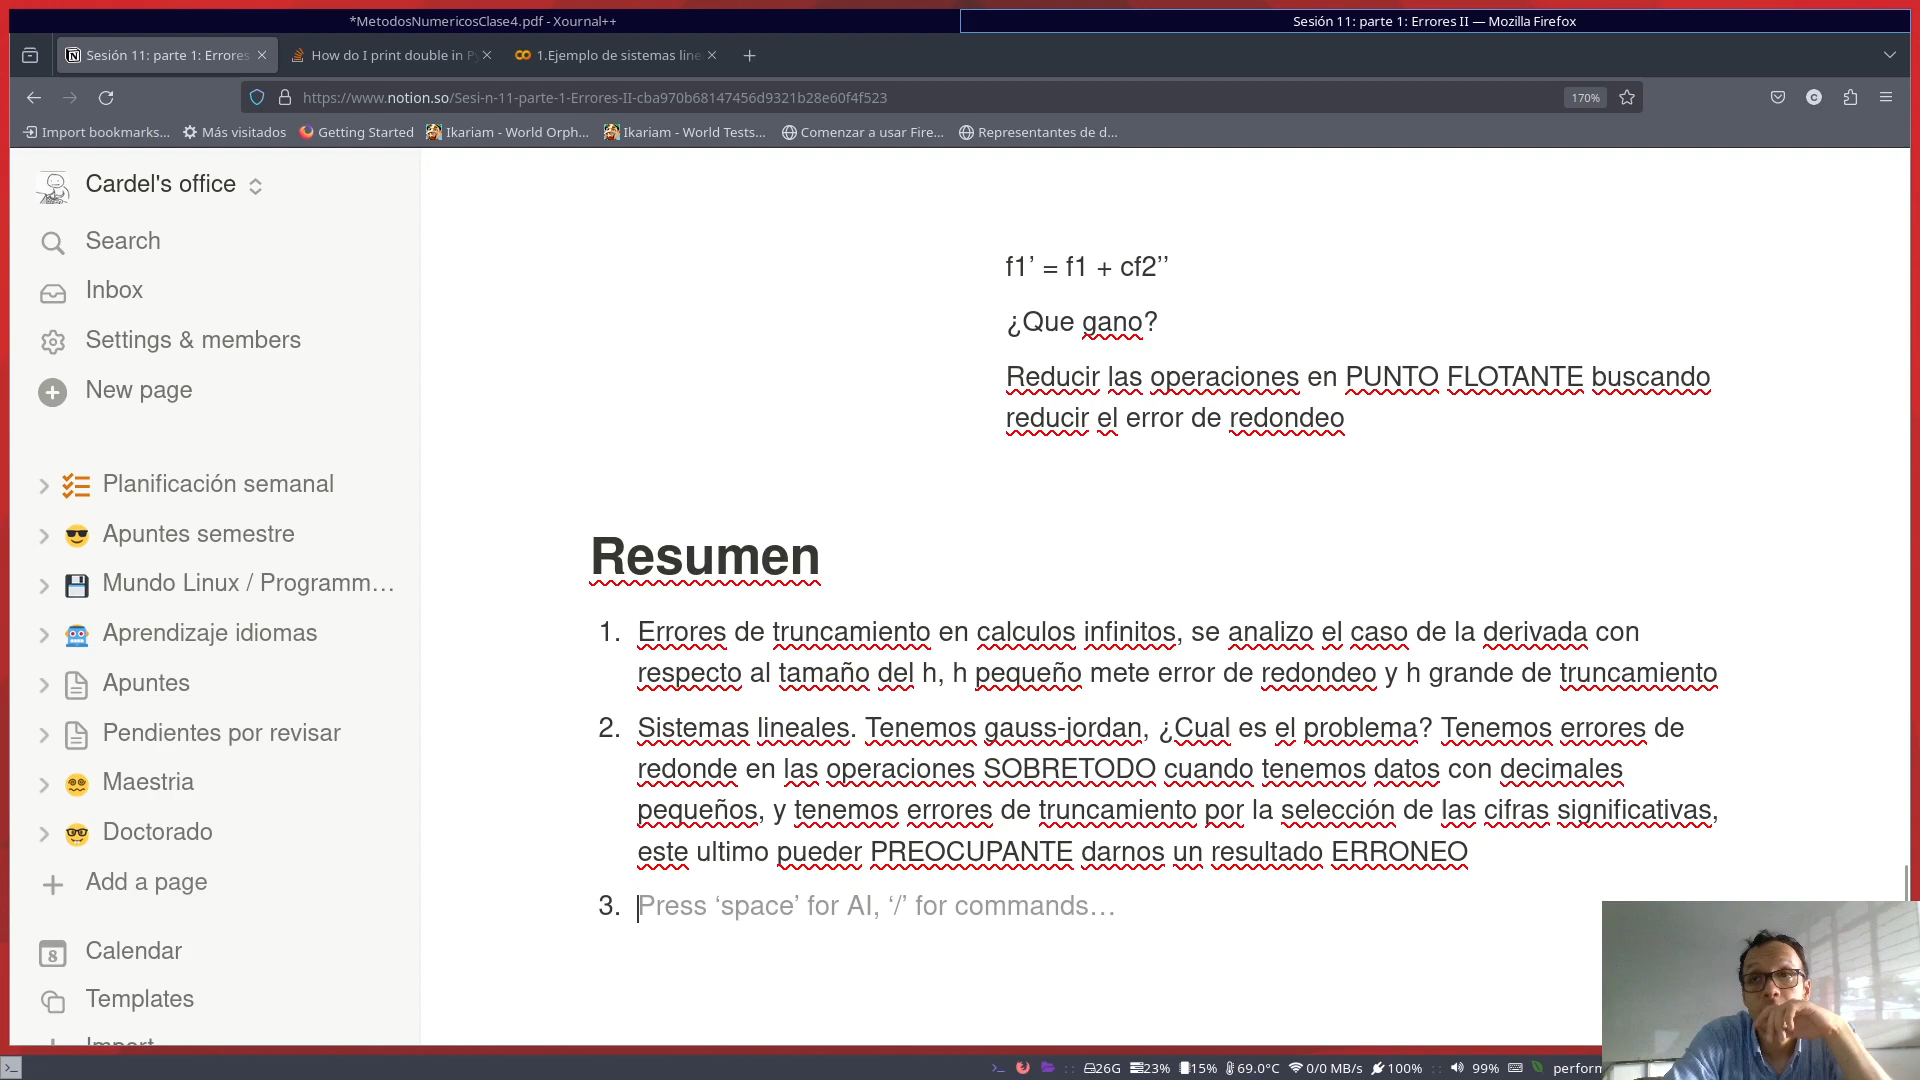 *MetodosNumericosClase4.pdf - Xournal++
Sesión 11: parte 1: Errores II — Mozilla Firefox
Sesión 11: parte 1: Errores
How do I print double in P
1.Ejemplo de sistemas line
https://www.notion.so/Sesi-n-11-parte-1-Errores-II-cba970b68147456d9321b28e60f4f523
170%
Import bookmarks...
Más visitados
Getting Started
Ikariam - World Orph...
Ikariam - World Tests...
Comenzar a usar Fire...
Representantes de d...
Cardel's office
Search
Inbox
Settings & members
New page
Planificación semanal
Apuntes semestre
Mundo Linux / Programm...
Aprendizaje idiomas
Apuntes
Pendientes por revisar
Maestria
Doctorado
Add a page
Calendar
8
Templates
Import
f1’ = f1 + cf2’’
¿Que gano?
Reducir las operaciones en PUNTO FLOTANTE buscando
reducir el error de redondeo
Resumen
1. Errores de truncamiento en calculos infinitos, se analizo el caso de la derivada con
respecto al tamaño del h, h pequeño mete error de redondeo y h grande de truncamiento
2. Sistemas lineales. Tenemos gauss-jordan, ¿Cual es el problema? Tenemos errores de
redonde en las operaciones SOBRETODO cuando tenemos datos con decimales
pequeños, y tenemos errores de truncamiento por la selección de las cifras significativas,
este ultimo pueder PREOCUPANTE darnos un resultado ERRONEO
3. Press ‘space’ for AI, ‘/’ for commands…
26G 23% 15% 69.0°C 0/0 MB/s 100% 99% perform